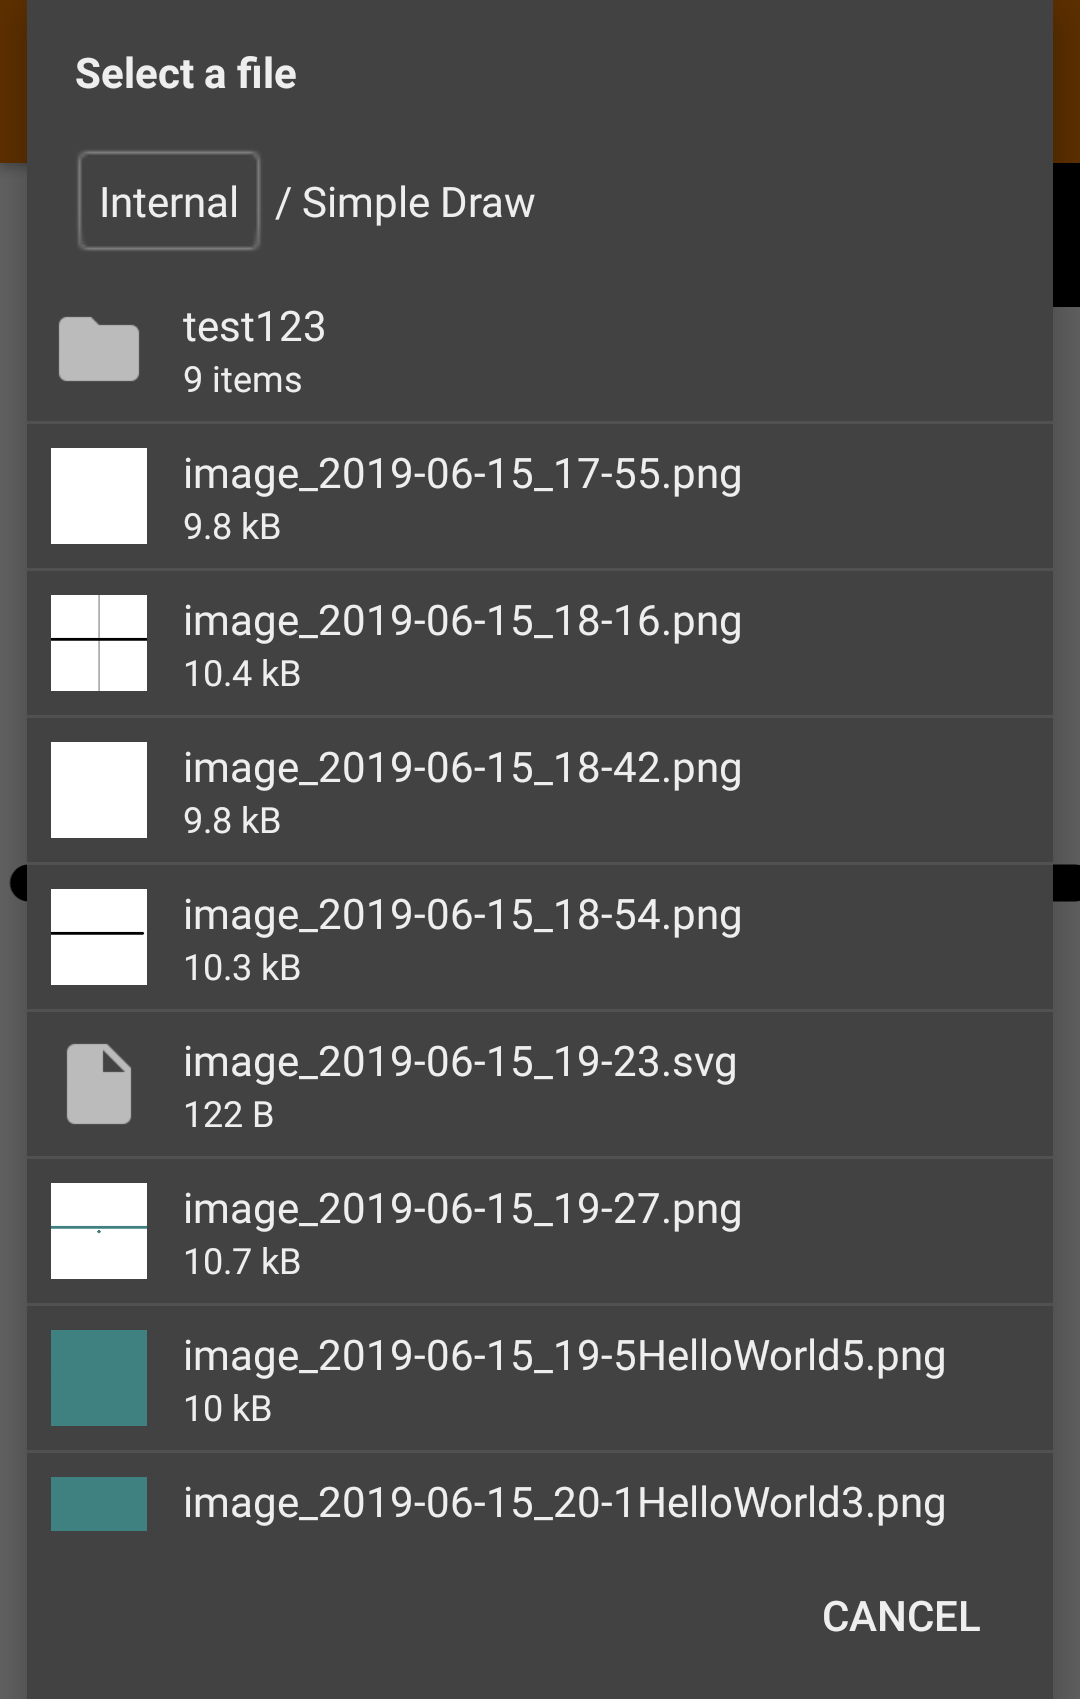 Select a file
Internal / Simple Draw
test123
9 items
image_2019-06-15_17-55.png
9.8 kB
image_2019-06-15_18-16.png
10.4 kB
image_2019-06-15_18-42.png
9.8 kB
image_2019-06-15_18-54.png
10.3 kB
image_2019-06-15_19-23.svg
122 B
image_2019-06-15_19-27.png
10.7 kB
image_2019-06-15_19-5HelloWorld5.png
10 kB
image_2019-06-15_20-1HelloWorld3.png
CANCEL